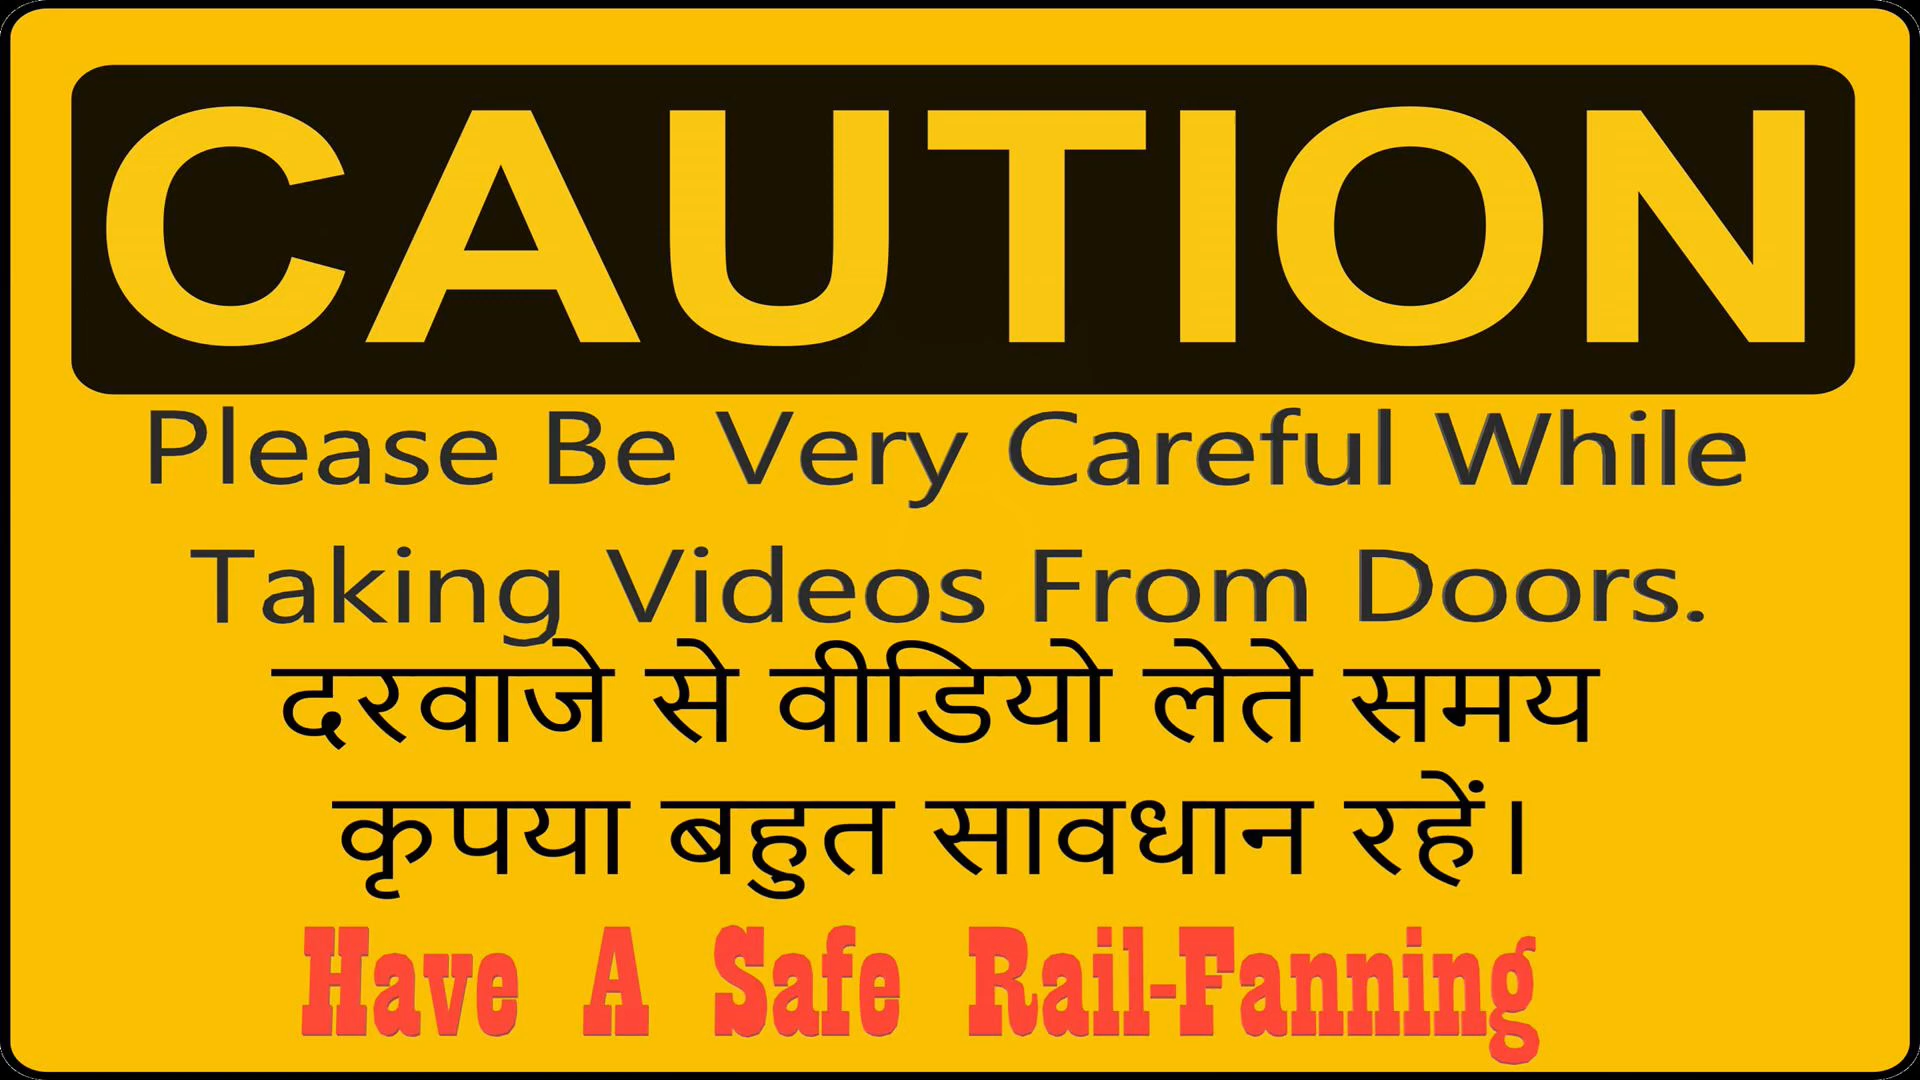 CAUTION
Please Be Very Careful While
Taking Videos From Doors.
दरवाजे से वीडियो लेते समय
कृपया बहुत सावधान रहें।
Have A Safe Rail-Fanning